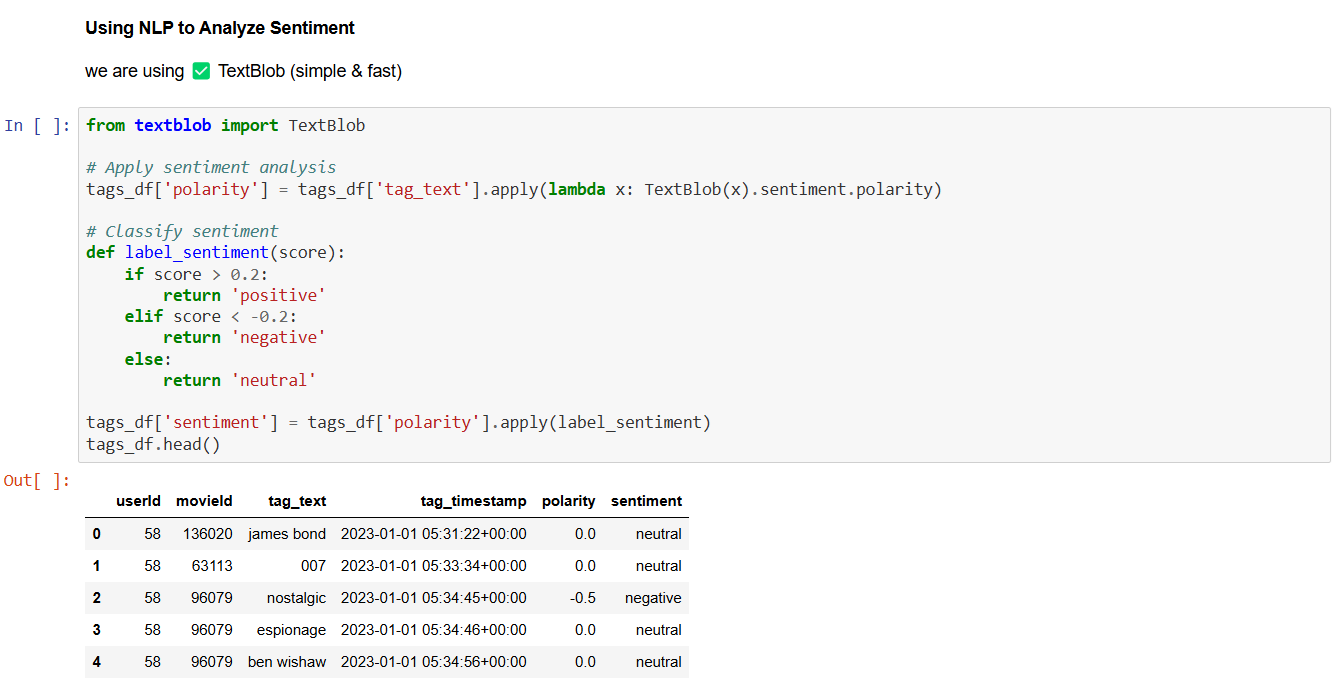 Using NLP to Analyze Sentiment
we are using ✅ TextBlob (simple & fast)
In [ ]:
from textblob import TextBlob
# Apply sentiment analysis
tags_df['polarity'] = tags_df['tag_text'].apply(lambda x: TextBlob(x).sentiment.polarity)
# Classify sentiment
def label_sentiment(score):
    if score > 0.2:
        return 'positive'
    elif score < -0.2:
        return 'negative'
    else:
        return 'neutral'
tags_df['sentiment'] = tags_df['polarity'].apply(label_sentiment)
tags_df.head()
Out[ ]:
userId movieId tag_text tag_timestamp polarity sentiment
0 58 136020 james bond 2023-01-01 05:31:22+00:00 0.0 neutral
1 58 63113 007 2023-01-01 05:33:34+00:00 0.0 neutral
2 58 96079 nostalgic 2023-01-01 05:34:45+00:00 -0.5 negative
3 58 96079 espionage 2023-01-01 05:34:46+00:00 0.0 neutral
4 58 96079 ben wishaw 2023-01-01 05:34:56+00:00 0.0 neutral